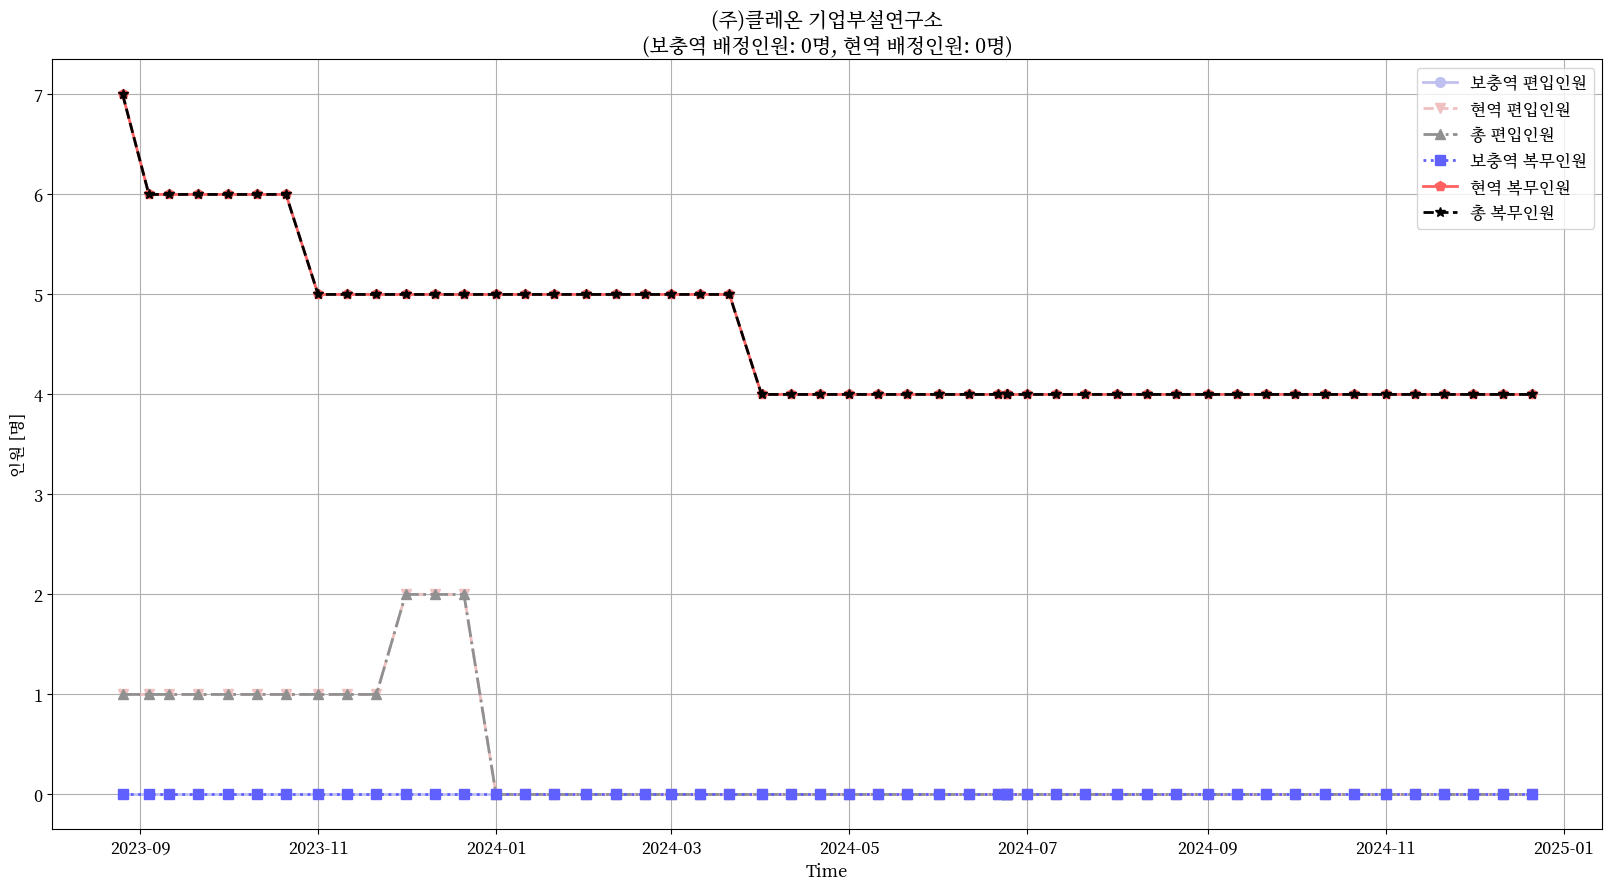 (주)클레온 기업부설연구소
(보충역 배정인원: 0명, 현역 배정인원: 0명)
보충역 편입인원
현역 편입인원
총 편입인원
보충역 복무인원
현역 복무인원
총 복무인원
인원 [명]
7
6
5
4
3
2
1
0
2023-09
2023-11
2024-01
2024-03
2024-05
2024-07
2024-09
2024-11
2025-01
Time